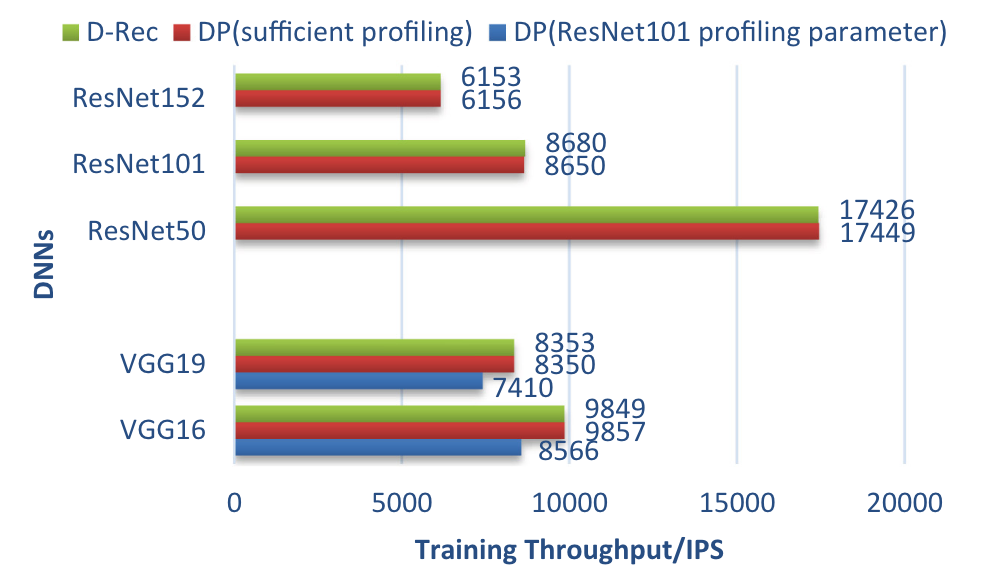 D-Rec DP(sufficient profiling) DP(ResNet101 profiling parameter)
ResNet152
6153
6156
ResNet101
8680
8650
ResNet50
17426
17449
DNNs
VGG19
8353
8350
7410
VGG16
9849
9857
8566
0 5000 10000 15000 20000
Training Throughput/IPS